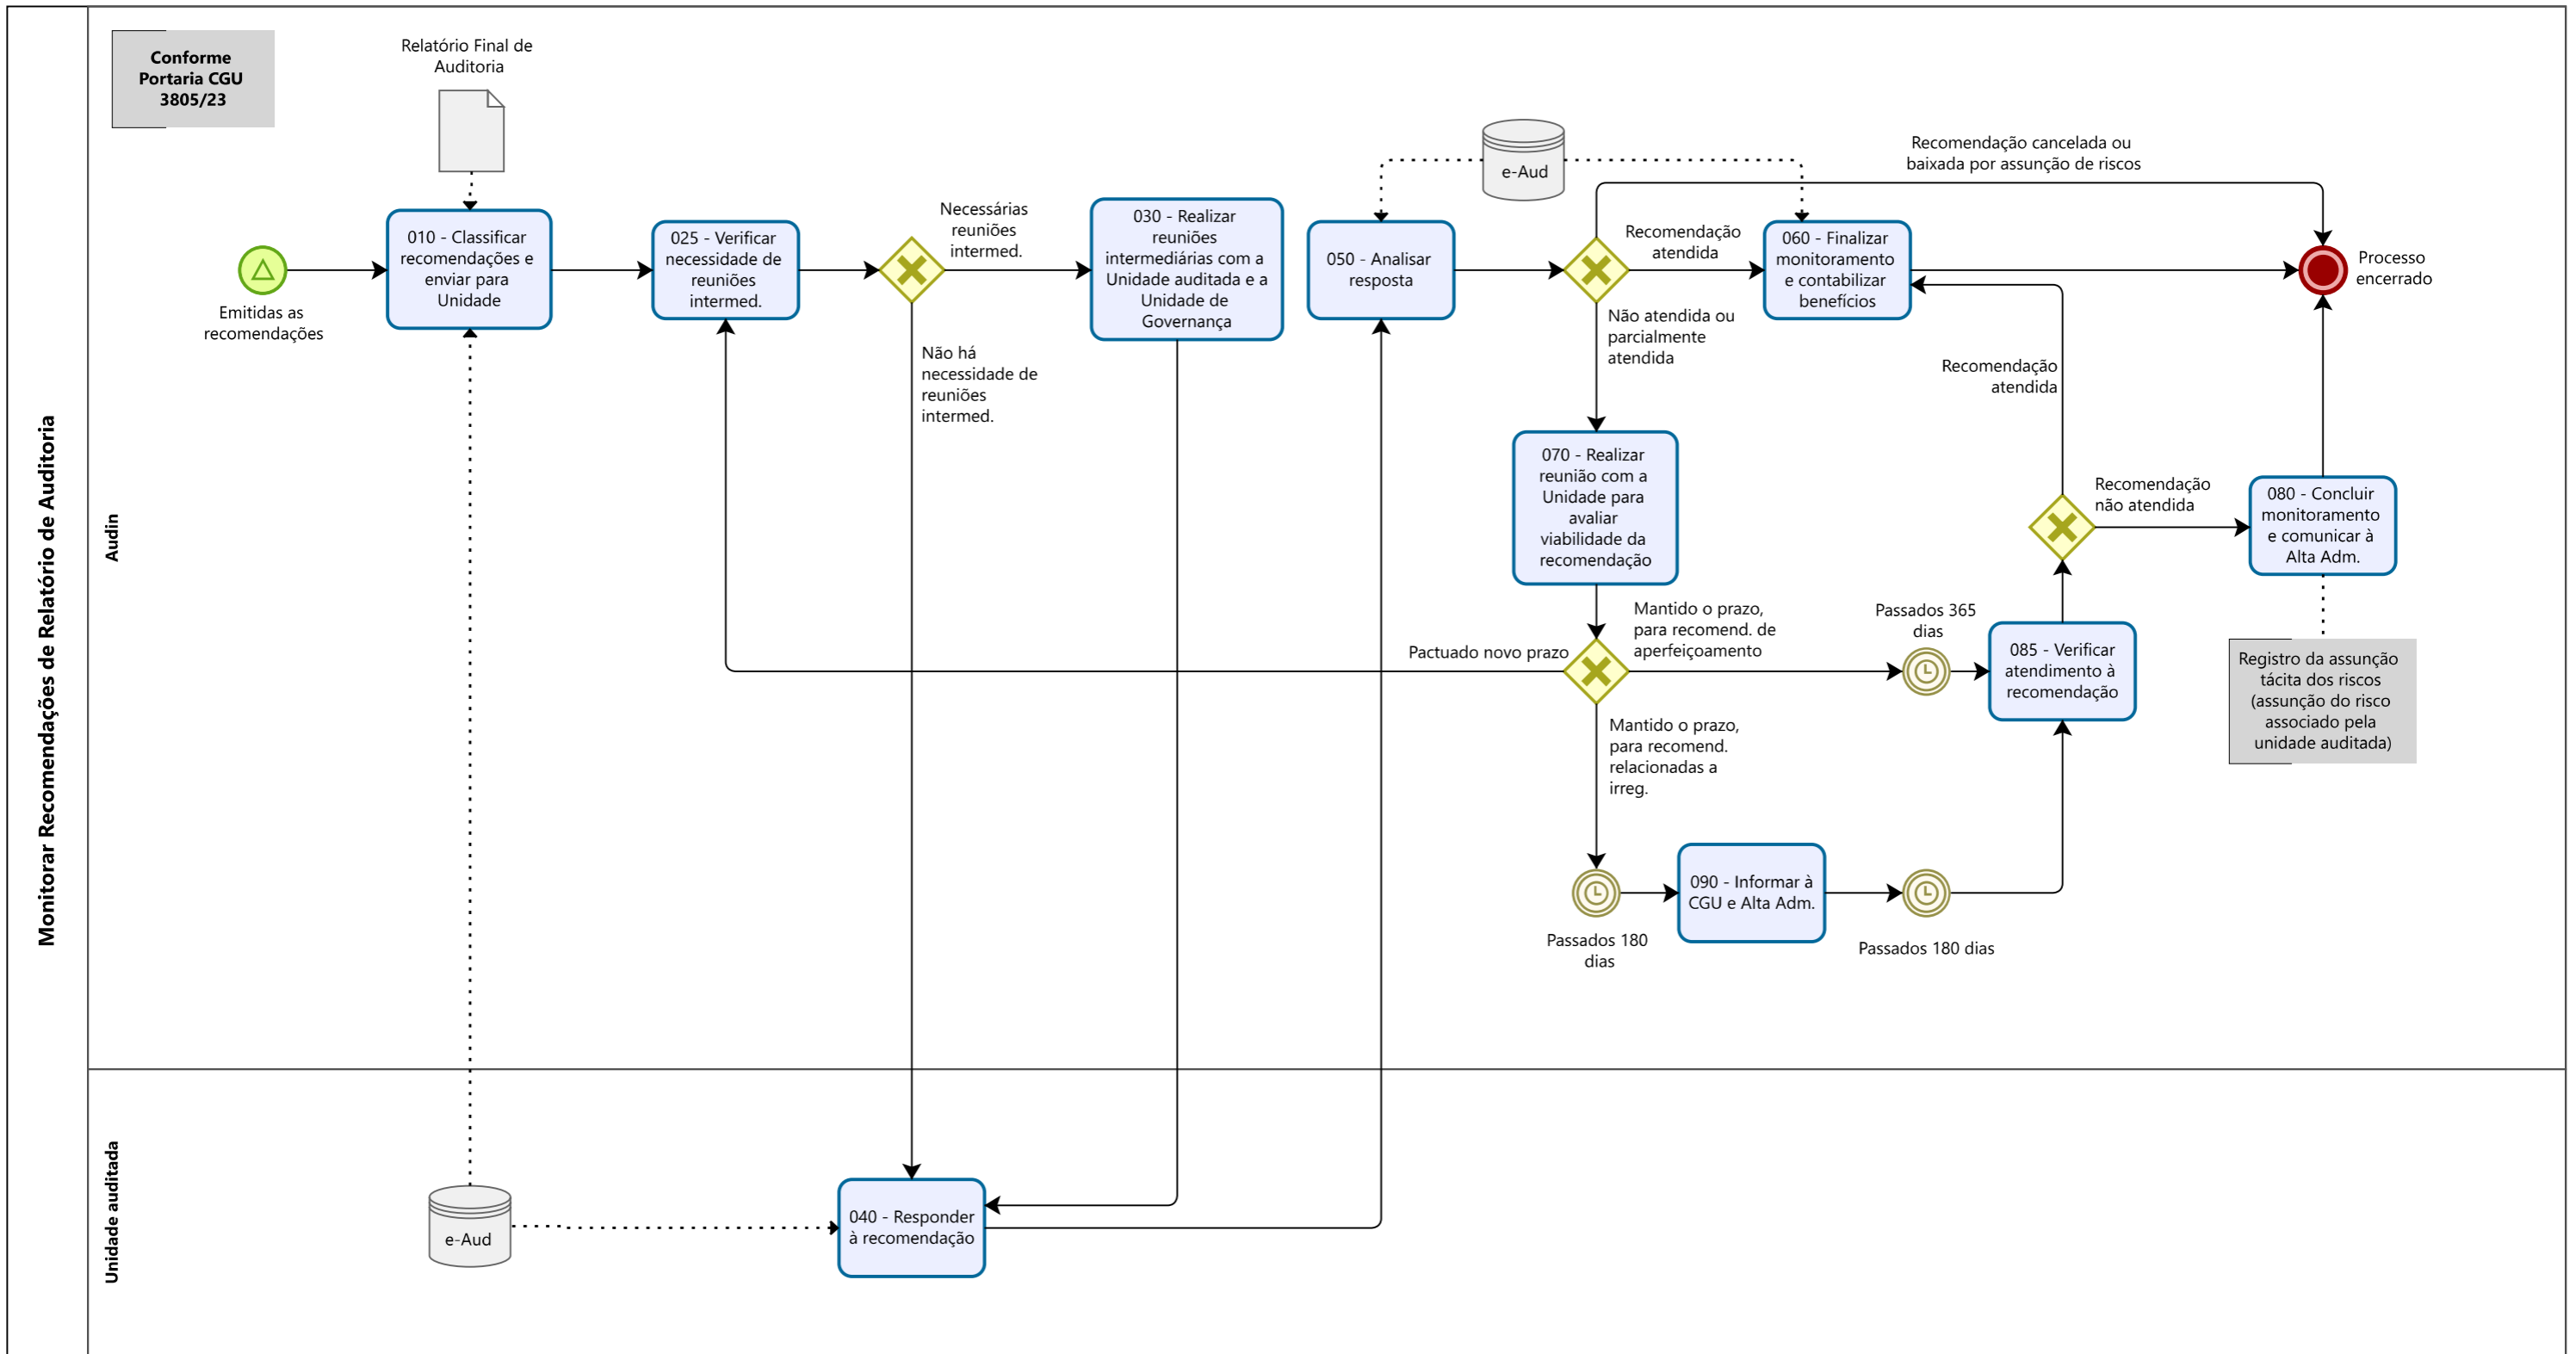 Monitorar Recomendações de Relatório de Auditoria
Audin
Conforme
Portaria CGU
3805/23
Relatório Final de
Auditoria
Emitidas as
recomendações
010 - Classificar
recomendações e
enviar para
Unidade
025 - Verificar
necessidade de
reuniões
intermed.
Necessárias
reuniões
intermed.
Não há
necessidade de
reuniões
intermed.
030 - Realizar
reuniões
intermediárias com a
Unidade auditada e a
Unidade de
Governança
050 - Analisar
resposta
e-Aud
Recomendação cancelada ou
baixada por assunção de riscos
Recomendação
atendida
060 - Finalizar
monitoramento
e contabilizar
benefícios
Processo
encerrado
Não atendida ou
parcialmente
atendida
Recomendação
atendida
070 - Realizar
reunião com a
Unidade para
avaliar
viabilidade da
recomendação
Recomendação
não atendida
080 - Concluir
monitoramento
e comunicar à
Alta Adm.
Pactuado novo prazo
Mantido o prazo,
para recomend. de
aperfeiçoamento
Passados 365
dias
085 - Verificar
atendimento à
recomendação
Registro da assunção
tácita dos riscos
(assunção do risco
associado pela
unidade auditada)
Mantido o prazo,
para recomend.
relacionadas a
irreg.
Passados 180
dias
090 - Informar à
CGU e Alta Adm.
Passados 180 dias
Unidade auditada
e-Aud
040 - Responder
à recomendação